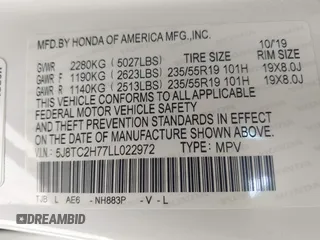 MFD.BY HONDA OF AMERICA MFG.,INC. 10/19
GVWR 2280KG (5027LBS) TIRE SIZE RIM SIZE
GAWR F 1190KG (2623LBS) 235/55R19 101H 19X8.0J
GAWR R 1140KG (2513LBS) 235/55R19 101H 19X8.0J
THIS VEHICLE CONFORMS TO ALL APPLICABLE
FEDERAL MOTOR VEHICLE SAFETY
AND THEFT PREVENTION STANDARDS IN EFFECT
ON THE DATE OF MANUFACTURE SHOWN ABOVE.
V.I.N. 5J8TC2H77LL022972 TYPE: MPV
TJB L AE6 -NH883P -V-L
DREAMBID